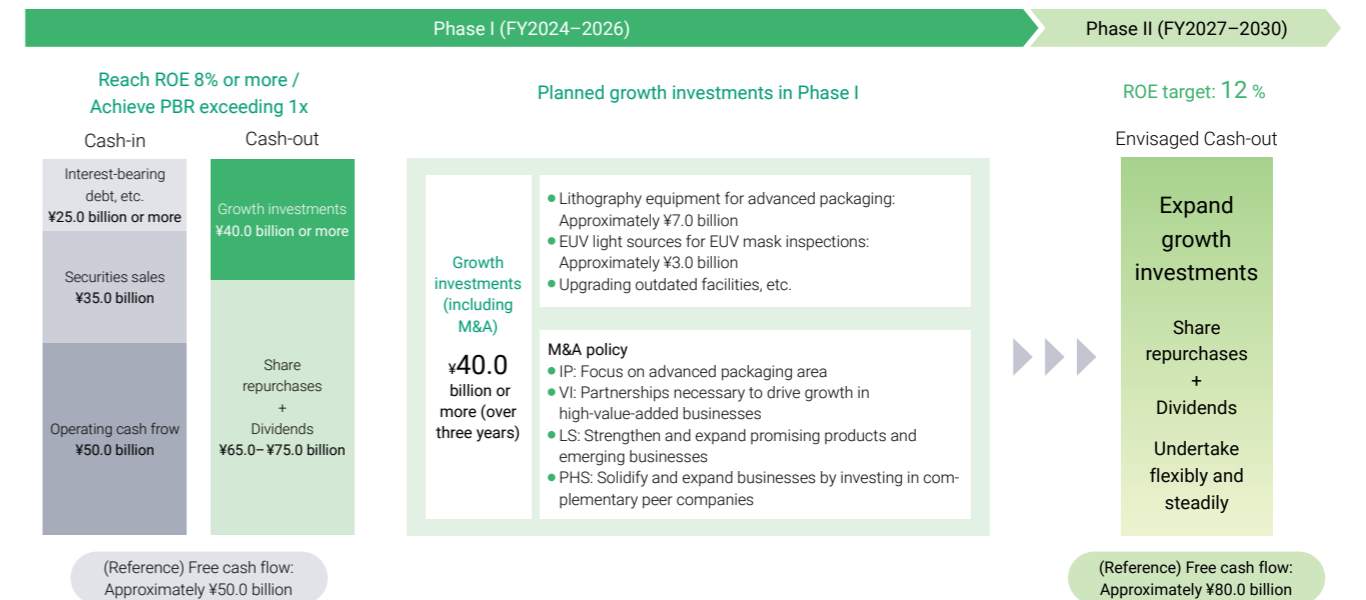 Phase I (FY2024–2026)
Phase II (FY2027–2030)
Reach ROE 8% or more /
Achieve PBR exceeding 1x
Cash-in
Cash-out
Interest-bearing
debt, etc.
¥25.0 billion or more
Securities sales
¥35.0 billion
Operating cash frow
¥50.0 billion
Growth investments
¥40.0 billion or more
Share
repurchases
+
Dividends
¥65.0–¥75.0 billion
(Reference) Free cash flow:
Approximately ¥50.0 billion
Planned growth investments in Phase I
Growth
investments
(including
M&A)
¥40.0
billion or
more (over
three years)
● Lithography equipment for advanced packaging:
Approximately ¥7.0 billion
● EUV light sources for EUV mask inspections:
Approximately ¥3.0 billion
● Upgrading outdated facilities, etc.
M&A policy
● IP: Focus on advanced packaging area
● VI: Partnerships necessary to drive growth in
high-value-added businesses
● LS: Strengthen and expand promising products and
emerging businesses
● PHS: Solidify and expand businesses by investing in com-
plementary peer companies
ROE target: 12 %
Envisaged Cash-out
Expand
growth
investments
Share
repurchases
+
Dividends
Undertake
flexibly and
steadily
(Reference) Free cash flow:
Approximately ¥80.0 billion